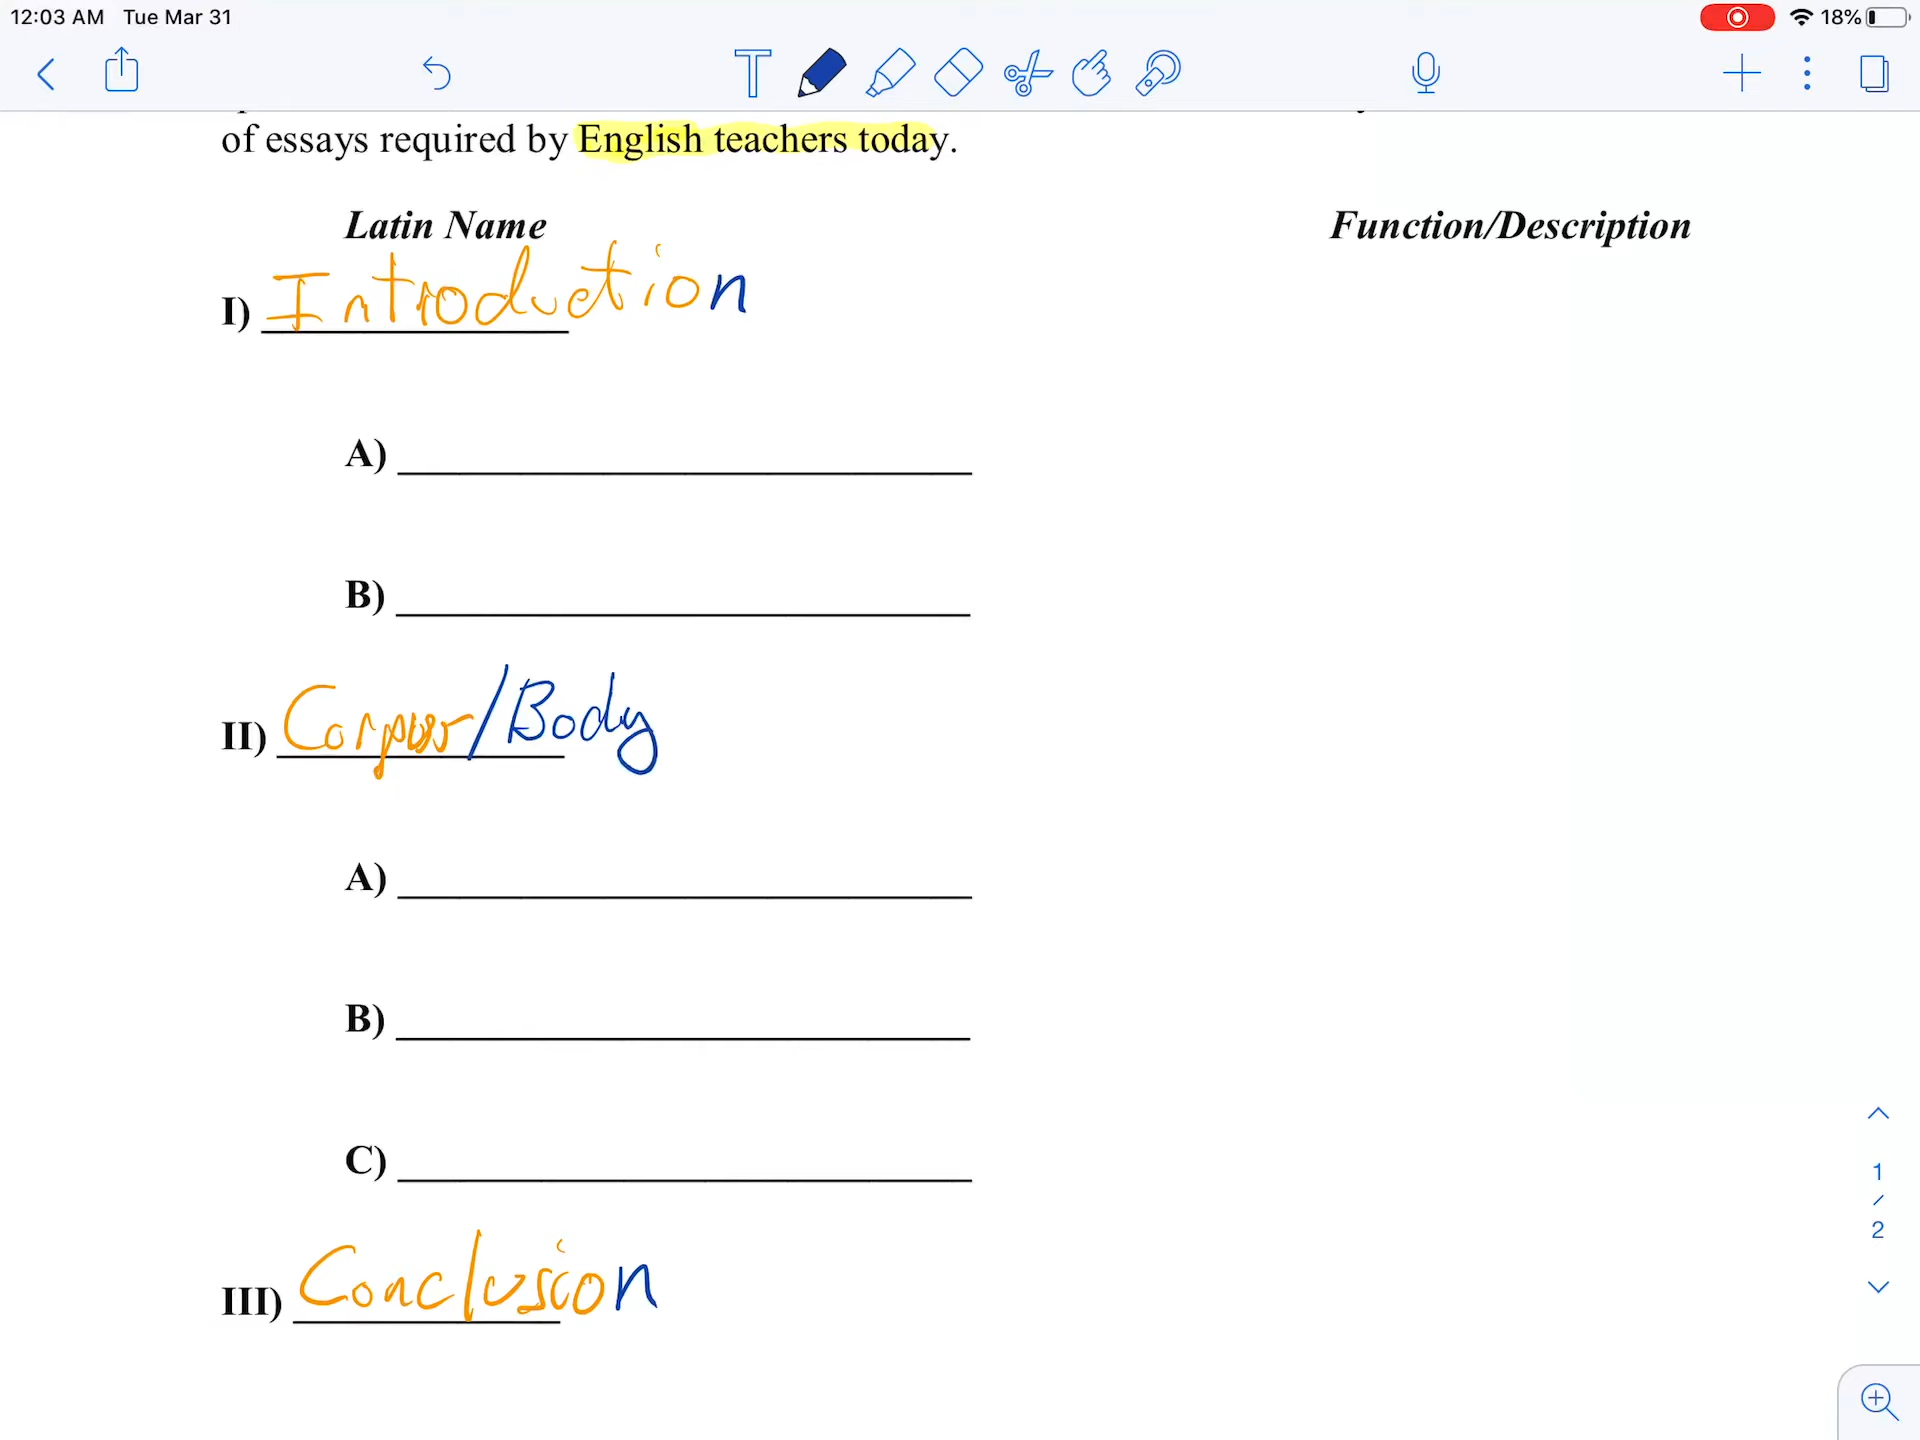 12:03 AM Tue Mar 31 18%
of essays required by English teachers today.
Latin Name Function/Description
I) Introduction
A)
B)
II) Corpus/Body
A)
B)
C)
III) Conclusion
1
/
2